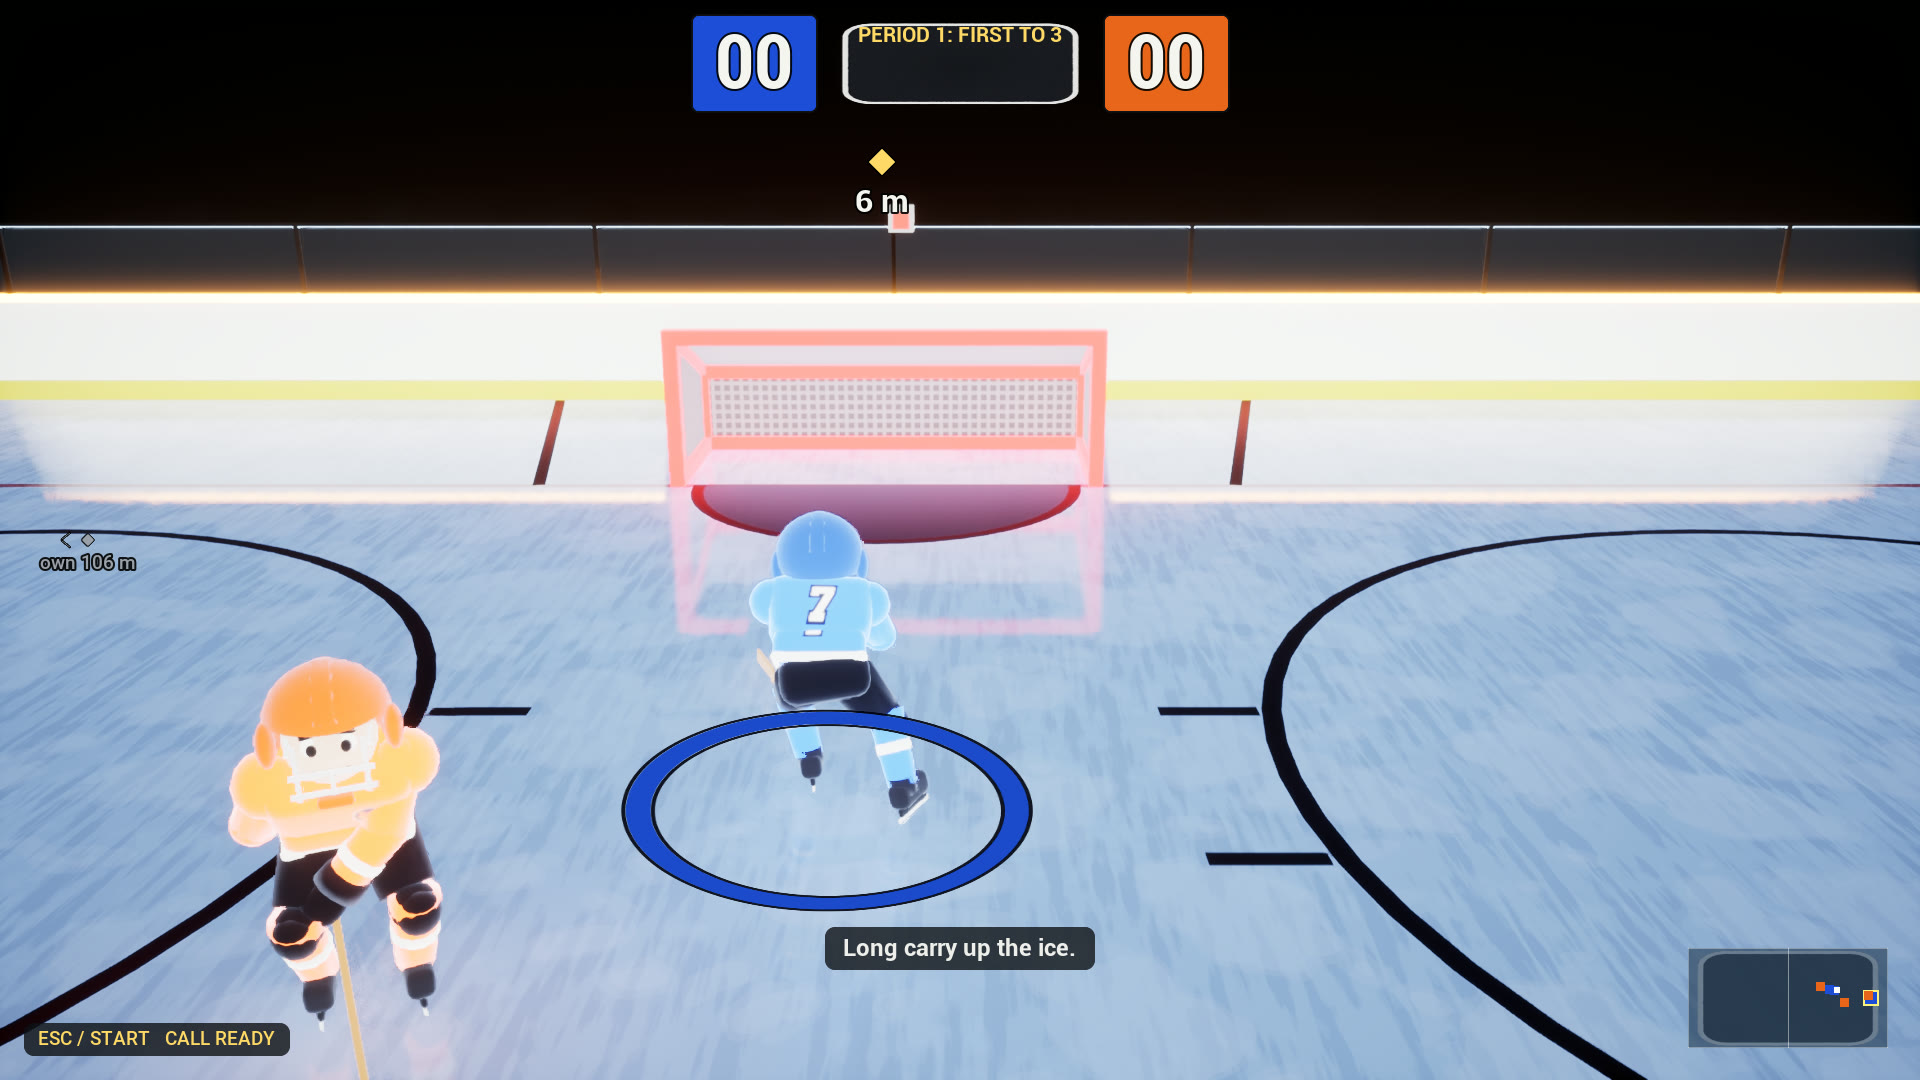 00
PERIOD 1: FIRST TO 3
00
6 m
own 106 m
7
Long carry up the ice.
ESC / START CALL READY